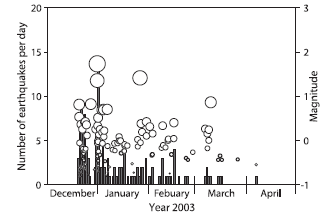 20
15
10
5
0
Number of earthquakes per day
3
2
1
0
-1
Magnitude
December
January
Febuary
March
April
Year 2003